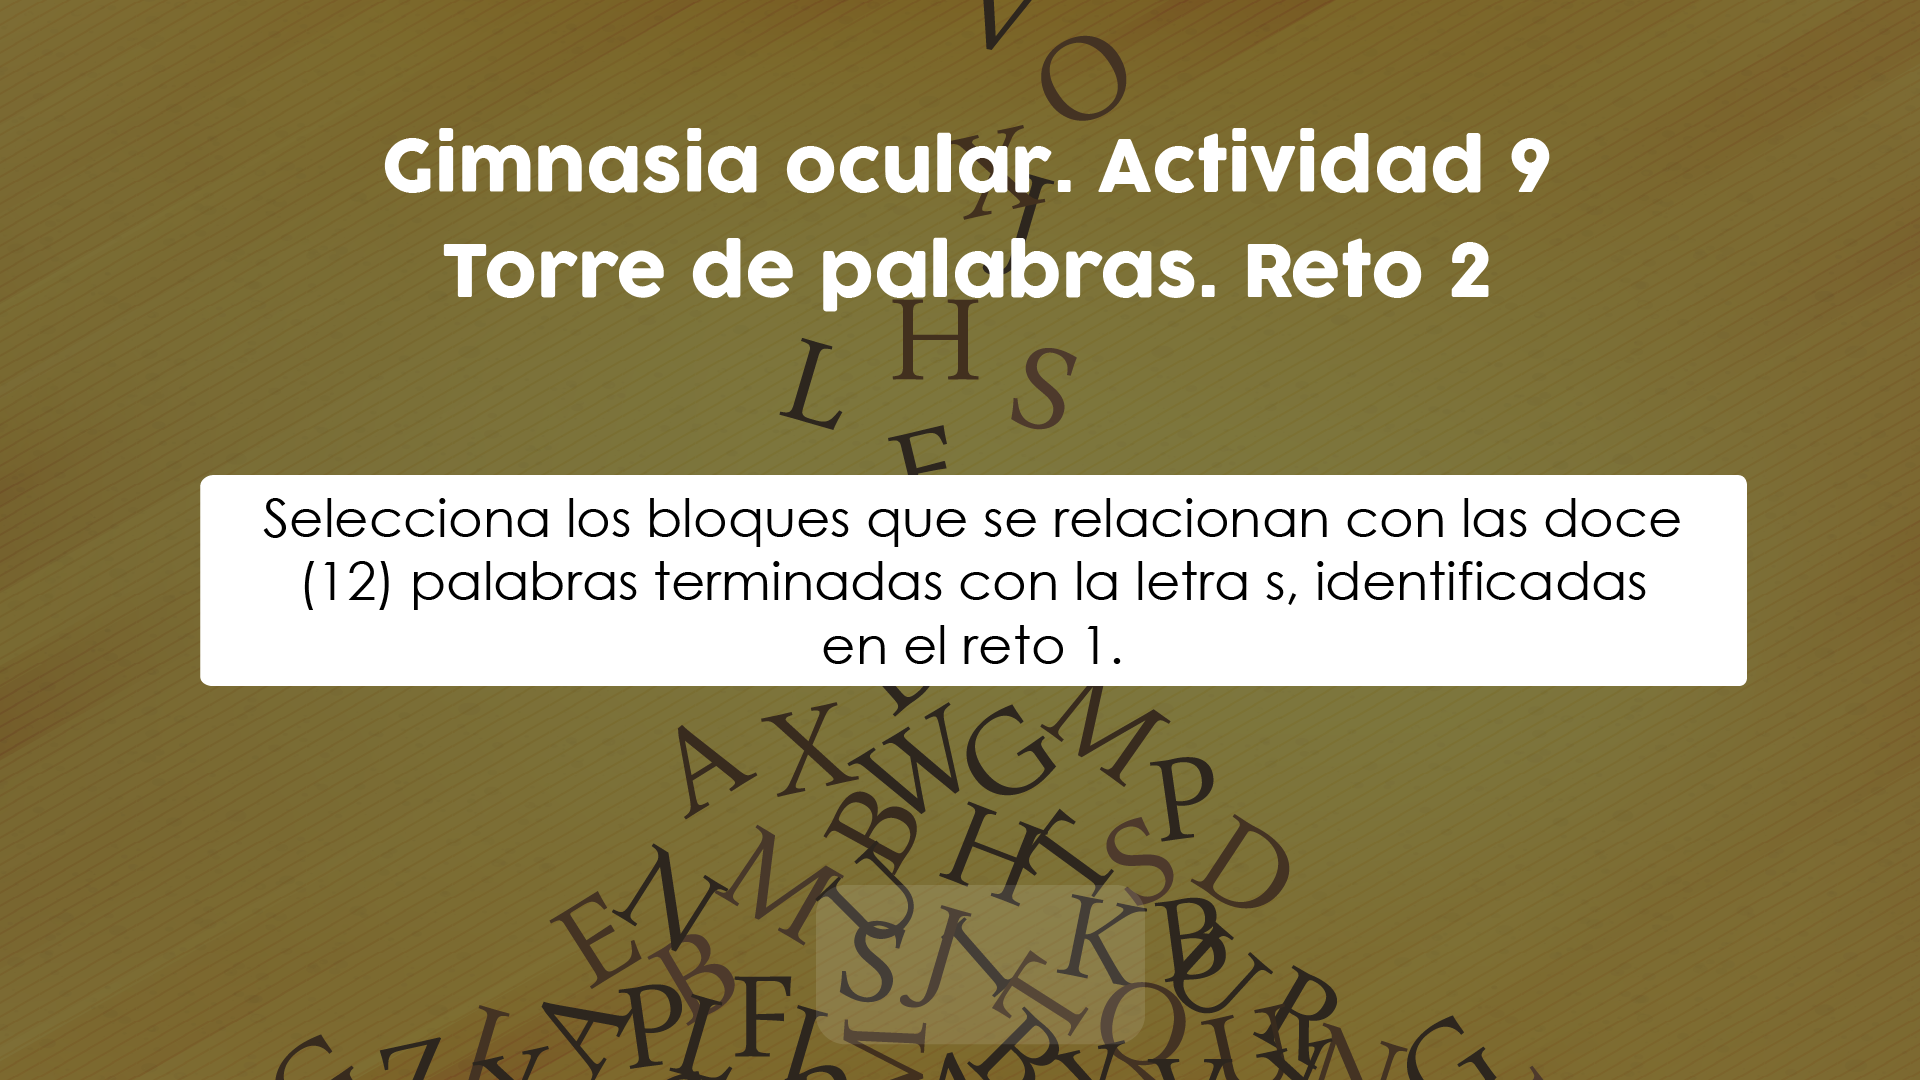 Gimnasia ocular. Actividad 9
Torre de palabras. Reto 2
Selecciona los bloques que se relacionan con las doce
(12) palabras terminadas con la letra s, identificadas
en el reto 1.